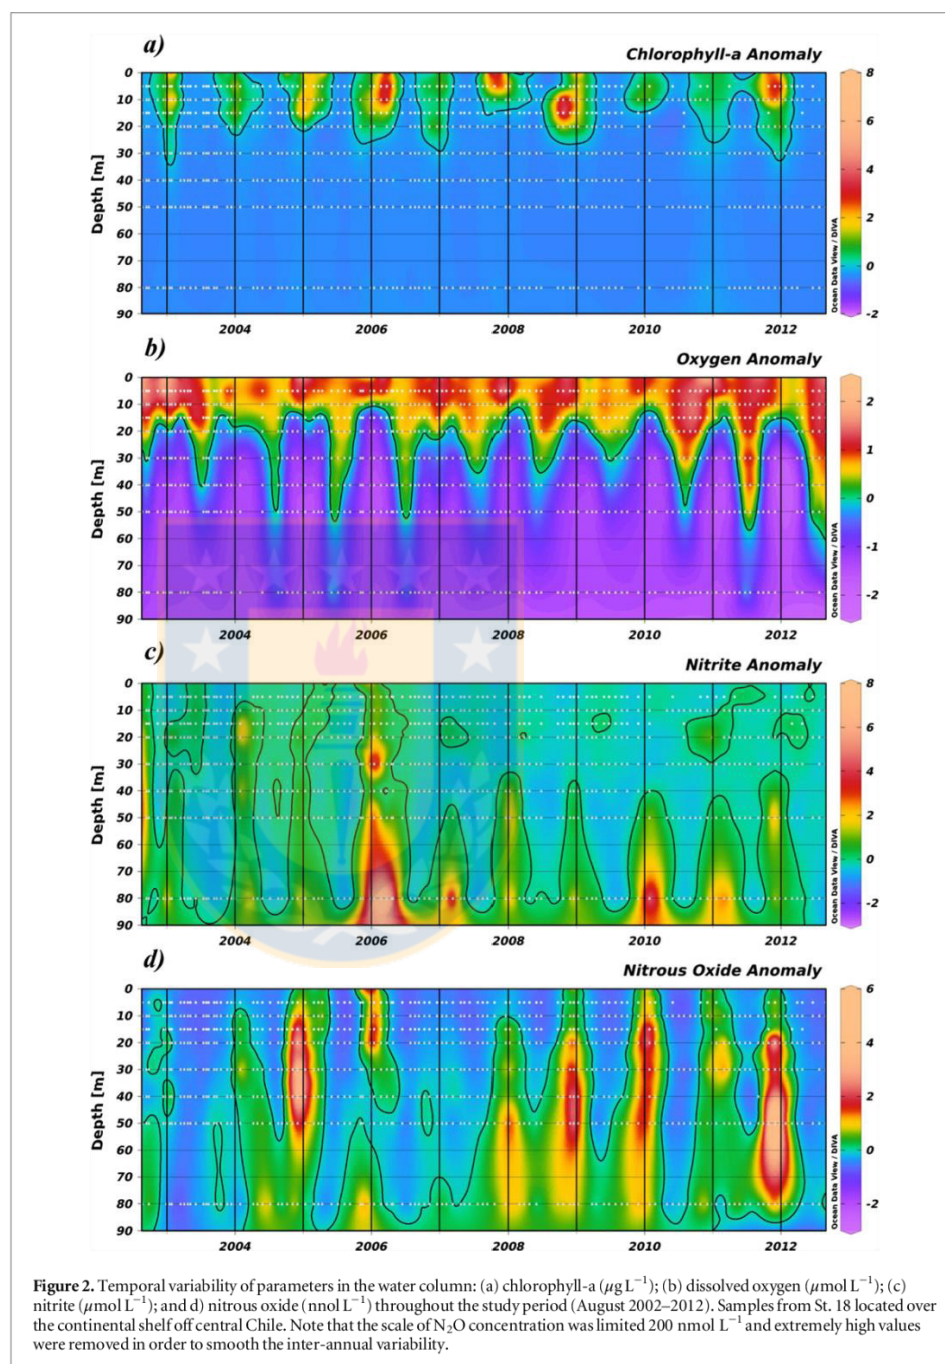 a)
Chlorophyll-a Anomaly
0
10
20
30
40
50
60
70
80
90
Depth [m]
2004 2006 2008 2010 2012
8
6
4
2
0
-2
Ocean Data View / DIVA
b)
Oxygen Anomaly
0
10
20
30
40
50
60
70
80
90
Depth [m]
2004 2006 2008 2010 2012
2
1
0
-1
-2
Ocean Data View / DIVA
c)
Nitrite Anomaly
0
10
20
30
40
50
60
70
80
90
Depth [m]
2004 2006 2008 2010 2012
8
6
4
2
0
-2
Ocean Data View / DIVA
d)
Nitrous Oxide Anomaly
0
10
20
30
40
50
60
70
80
90
Depth [m]
2004 2006 2008 2010 2012
6
4
2
0
-2
Ocean Data View / DIVA
Figure 2. Temporal variability of parameters in the water column: (a) chlorophyll-a (μg L⁻¹); (b) dissolved oxygen (μmol L⁻¹); (c)
nitrite (μmol L⁻¹); and d) nitrous oxide (nnol L⁻¹) throughout the study period (August 2002–2012). Samples from St. 18 located over
the continental shelf off central Chile. Note that the scale of N₂O concentration was limited 200 nmol L⁻¹ and extremely high values
were removed in order to smooth the inter-annual variability.